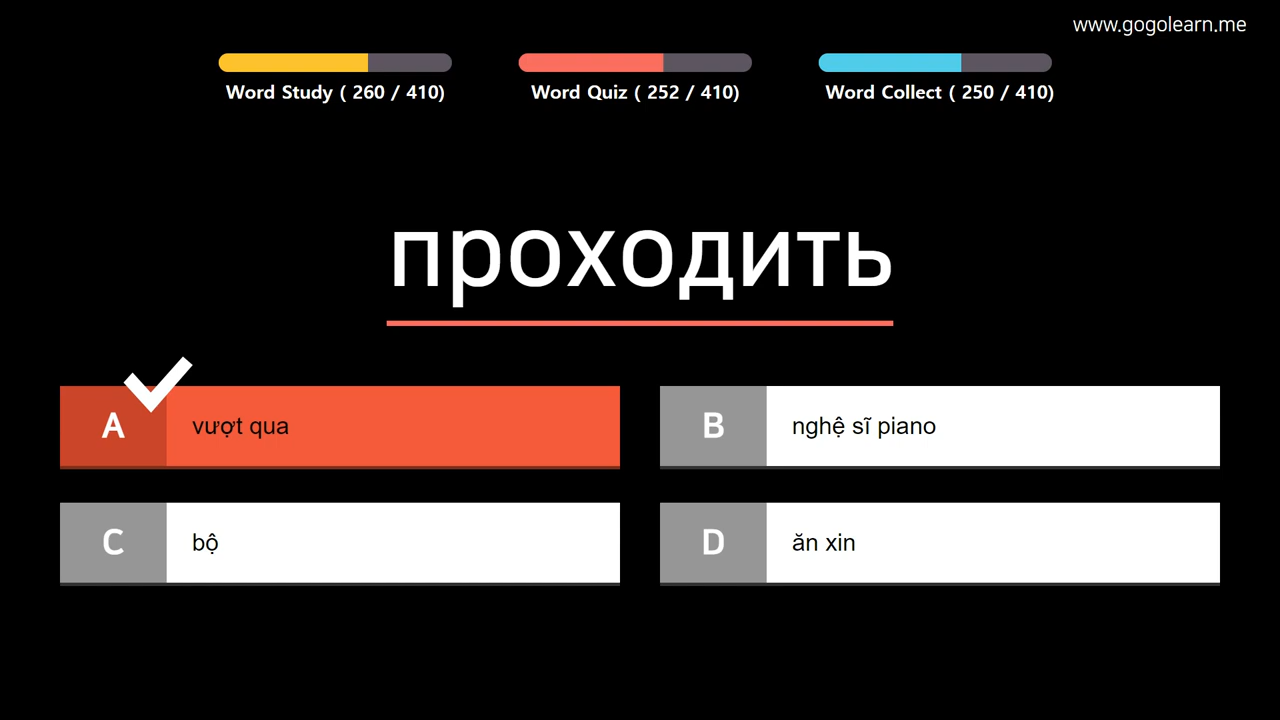 www.gogolearn.me
Word Study ( 260 / 410)
Word Quiz ( 252 / 410)
Word Collect ( 250 / 410)
проходить
A vượt qua
B nghệ sĩ piano
C bộ
D ăn xin